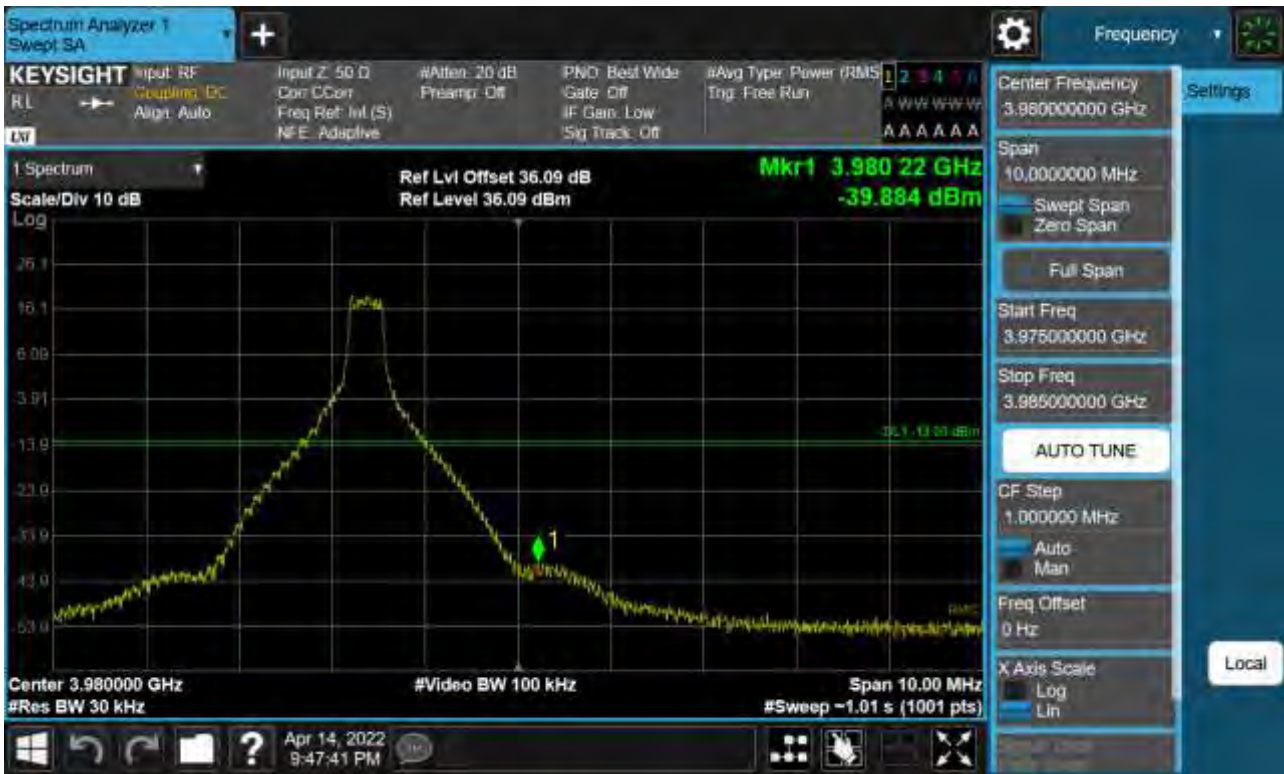 Spectrum Analyzer 1
Swept SA
+
Frequency
KEYSIGHT
RL
Input: RF
Coupling: DC
Align: Auto
Input Z: 50 Ω
Corr CCorr
Freq Ref: Int (S)
NFE: Adaptive
#Atten: 20 dB
Preamp: Off
PNO: Best Wide
Gate: Off
IF Gain: Low
Sig Track: Off
#Avg Type: Power (RMS
Trig: Free Run
1 2 3 4 5 6
A W W W W W
A A A A A A
1 Spectrum
Scale/Div 10 dB
Log
Ref Lvl Offset 36.09 dB
Ref Level 36.09 dBm
Mkr1 3.980 22 GHz
-39.884 dBm
26.1
16.1
6.09
-3.91
-13.9
-23.9
-33.9
-43.9
-53.9
DL1 -13.00 dBm
1
RMS
Center 3.980000 GHz
#Res BW 30 kHz
#Video BW 100 kHz
Span 10.00 MHz
#Sweep ~1.01 s (1001 pts)
Center Frequency
3.980000000 GHz
Settings
Span
10.0000000 MHz
Swept Span
Zero Span
Full Span
Start Freq
3.975000000 GHz
Stop Freq
3.985000000 GHz
AUTO TUNE
CF Step
1.000000 MHz
Auto
Man
Freq Offset
0 Hz
X Axis Scale
Log
Lin
Local
?
Apr 14, 2022
9:47:41 PM